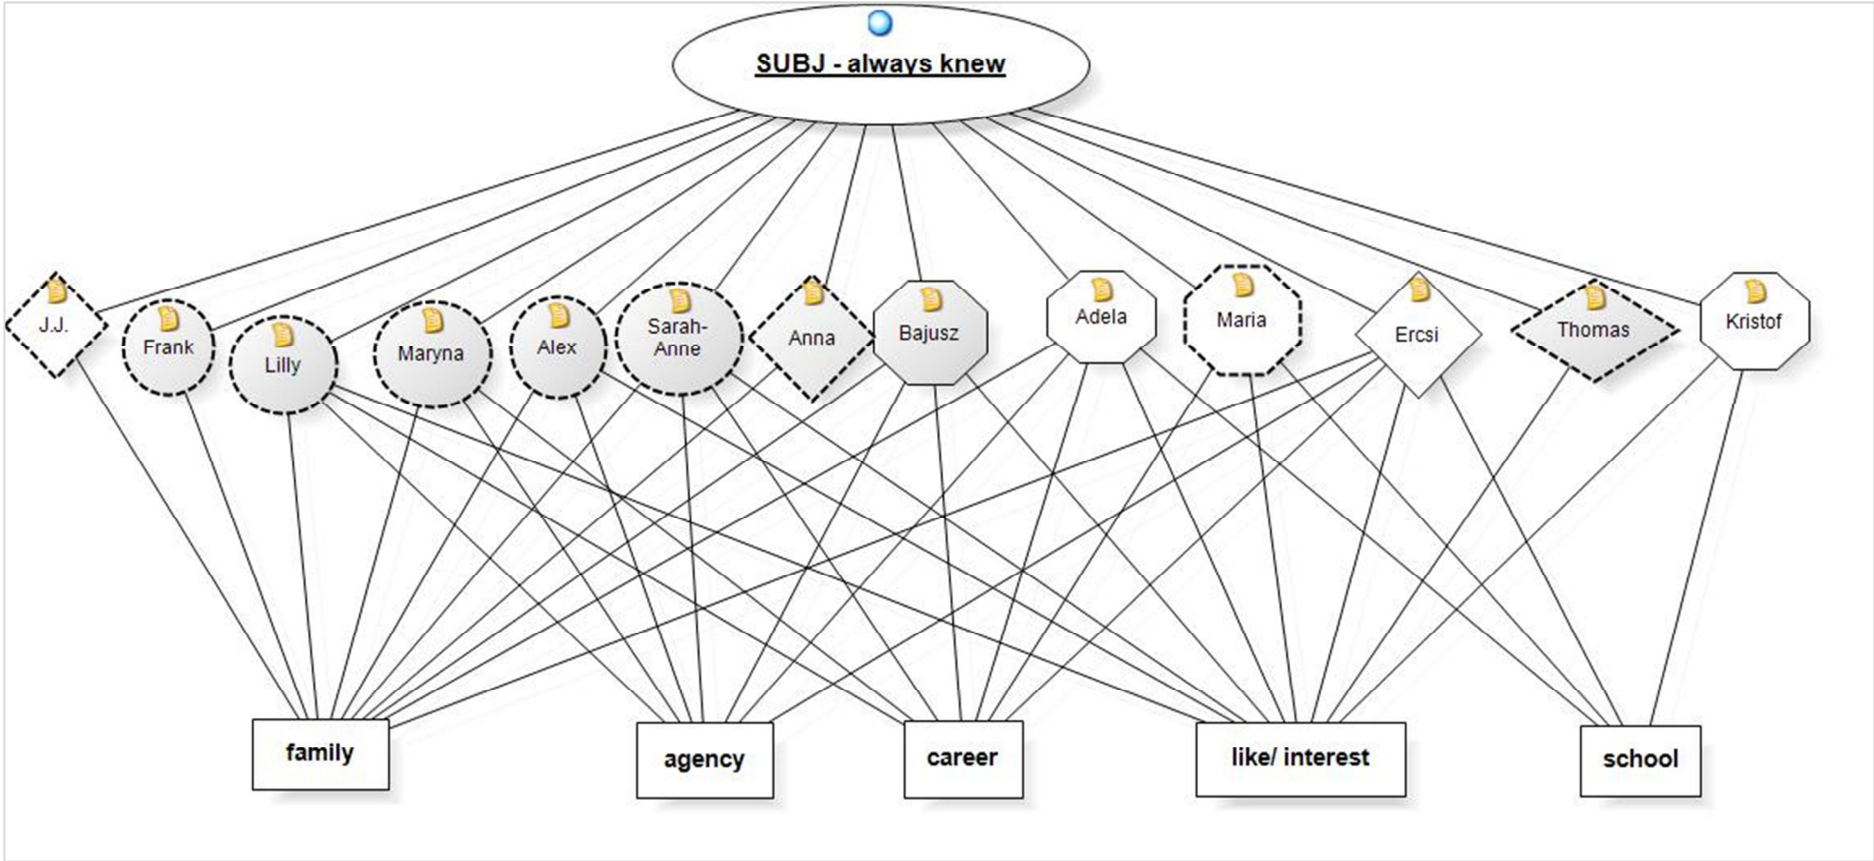 SUBJ - always knew
J.J.
Frank
Lilly
Maryna
Alex
Sarah-
Anne
Anna
Bajusz
Adela
Maria
Ercsi
Thomas
Kristof
family
agency
career
like/ interest
school